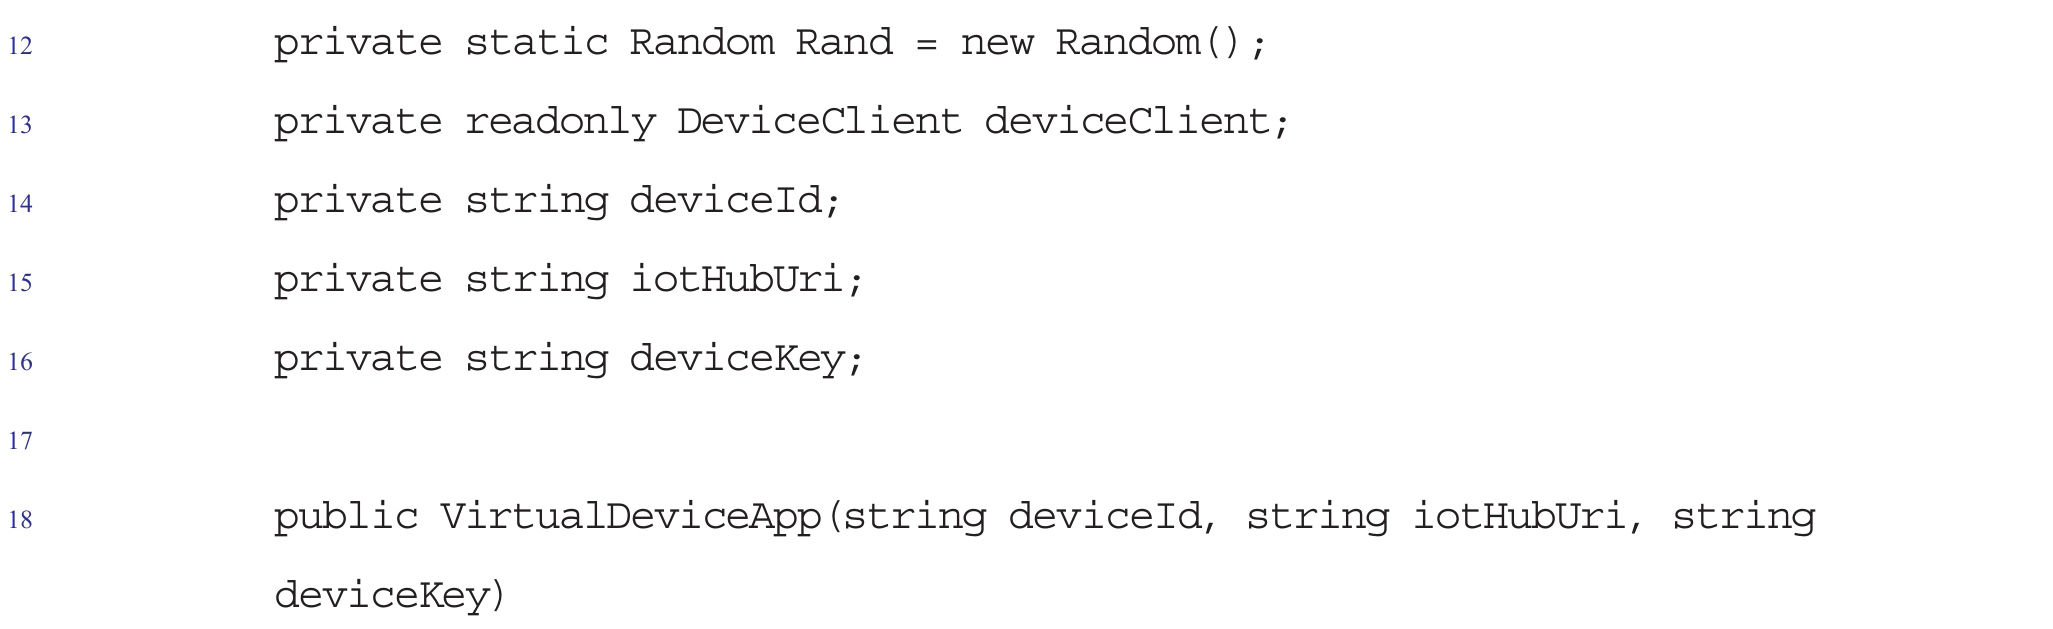 12 private static Random Rand = new Random();
13 private readonly DeviceClient deviceClient;
14 private string deviceId;
15 private string iotHubUri;
16 private string deviceKey;
17
18 public VirtualDeviceApp(string deviceId, string iotHubUri, string
deviceKey)